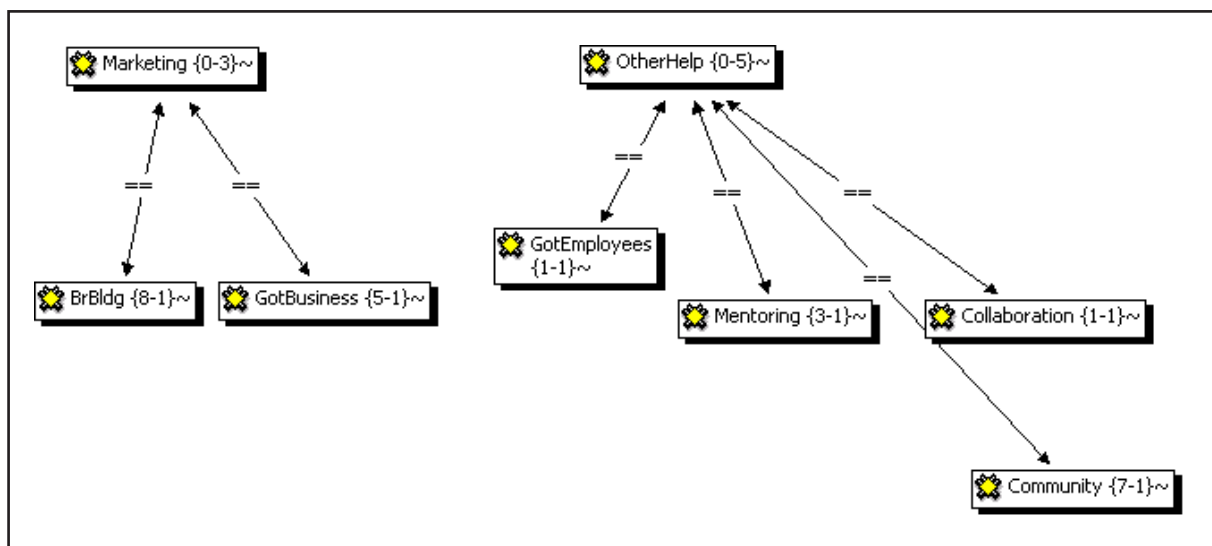 Marketing {0-3}~
OtherHelp {0-5}~
==
==
==
==
==
==
GotEmployees
{1-1}~
BrBldg {8-1}~
GotBusiness {5-1}~
Mentoring {3-1}~
Collaboration {1-1}~
Community {7-1}~